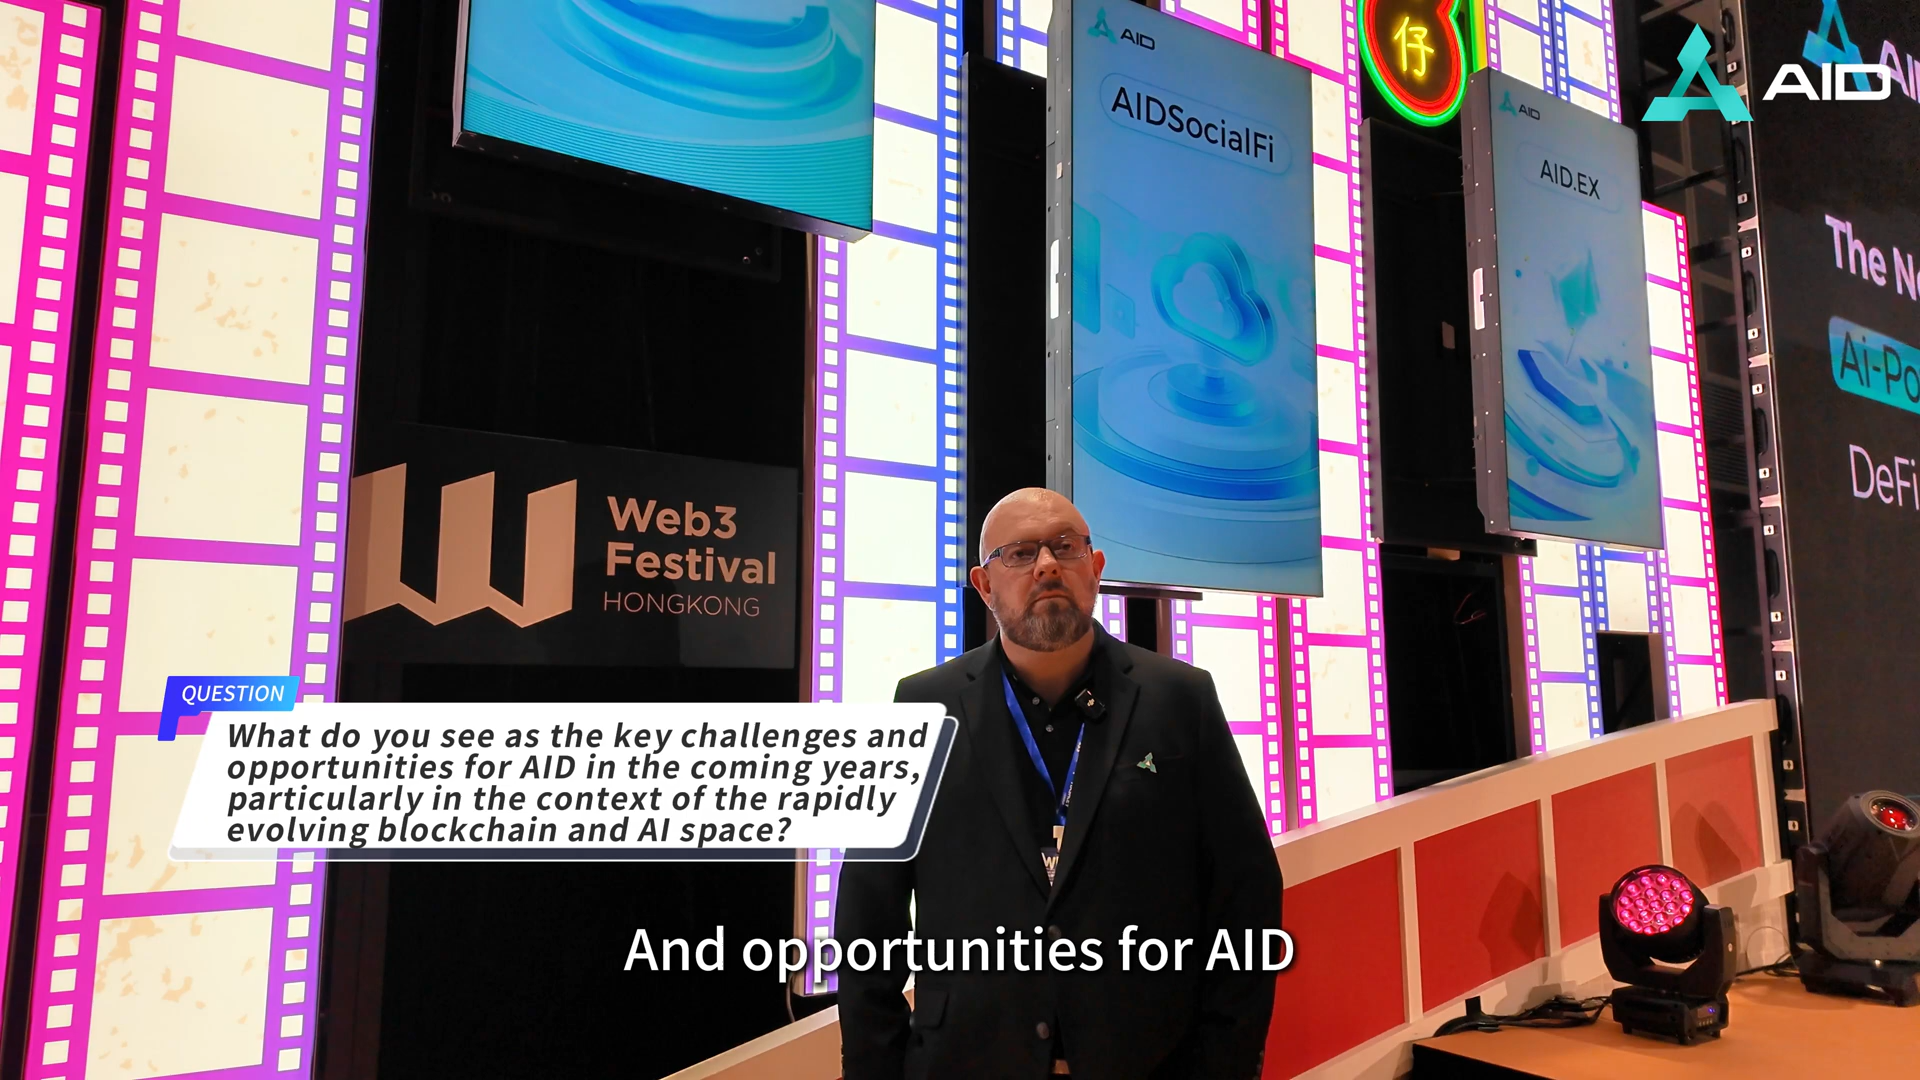 AID
AIDSocialFi
仔
AID
AID.EX
AID
The
DeFi
Web3
Festival
HONGKONG
QUESTION
What do you see as the key challenges and
opportunities for AID in the coming years,
particularly in the context of the rapidly
evolving blockchain and AI space?
And opportunities for AID